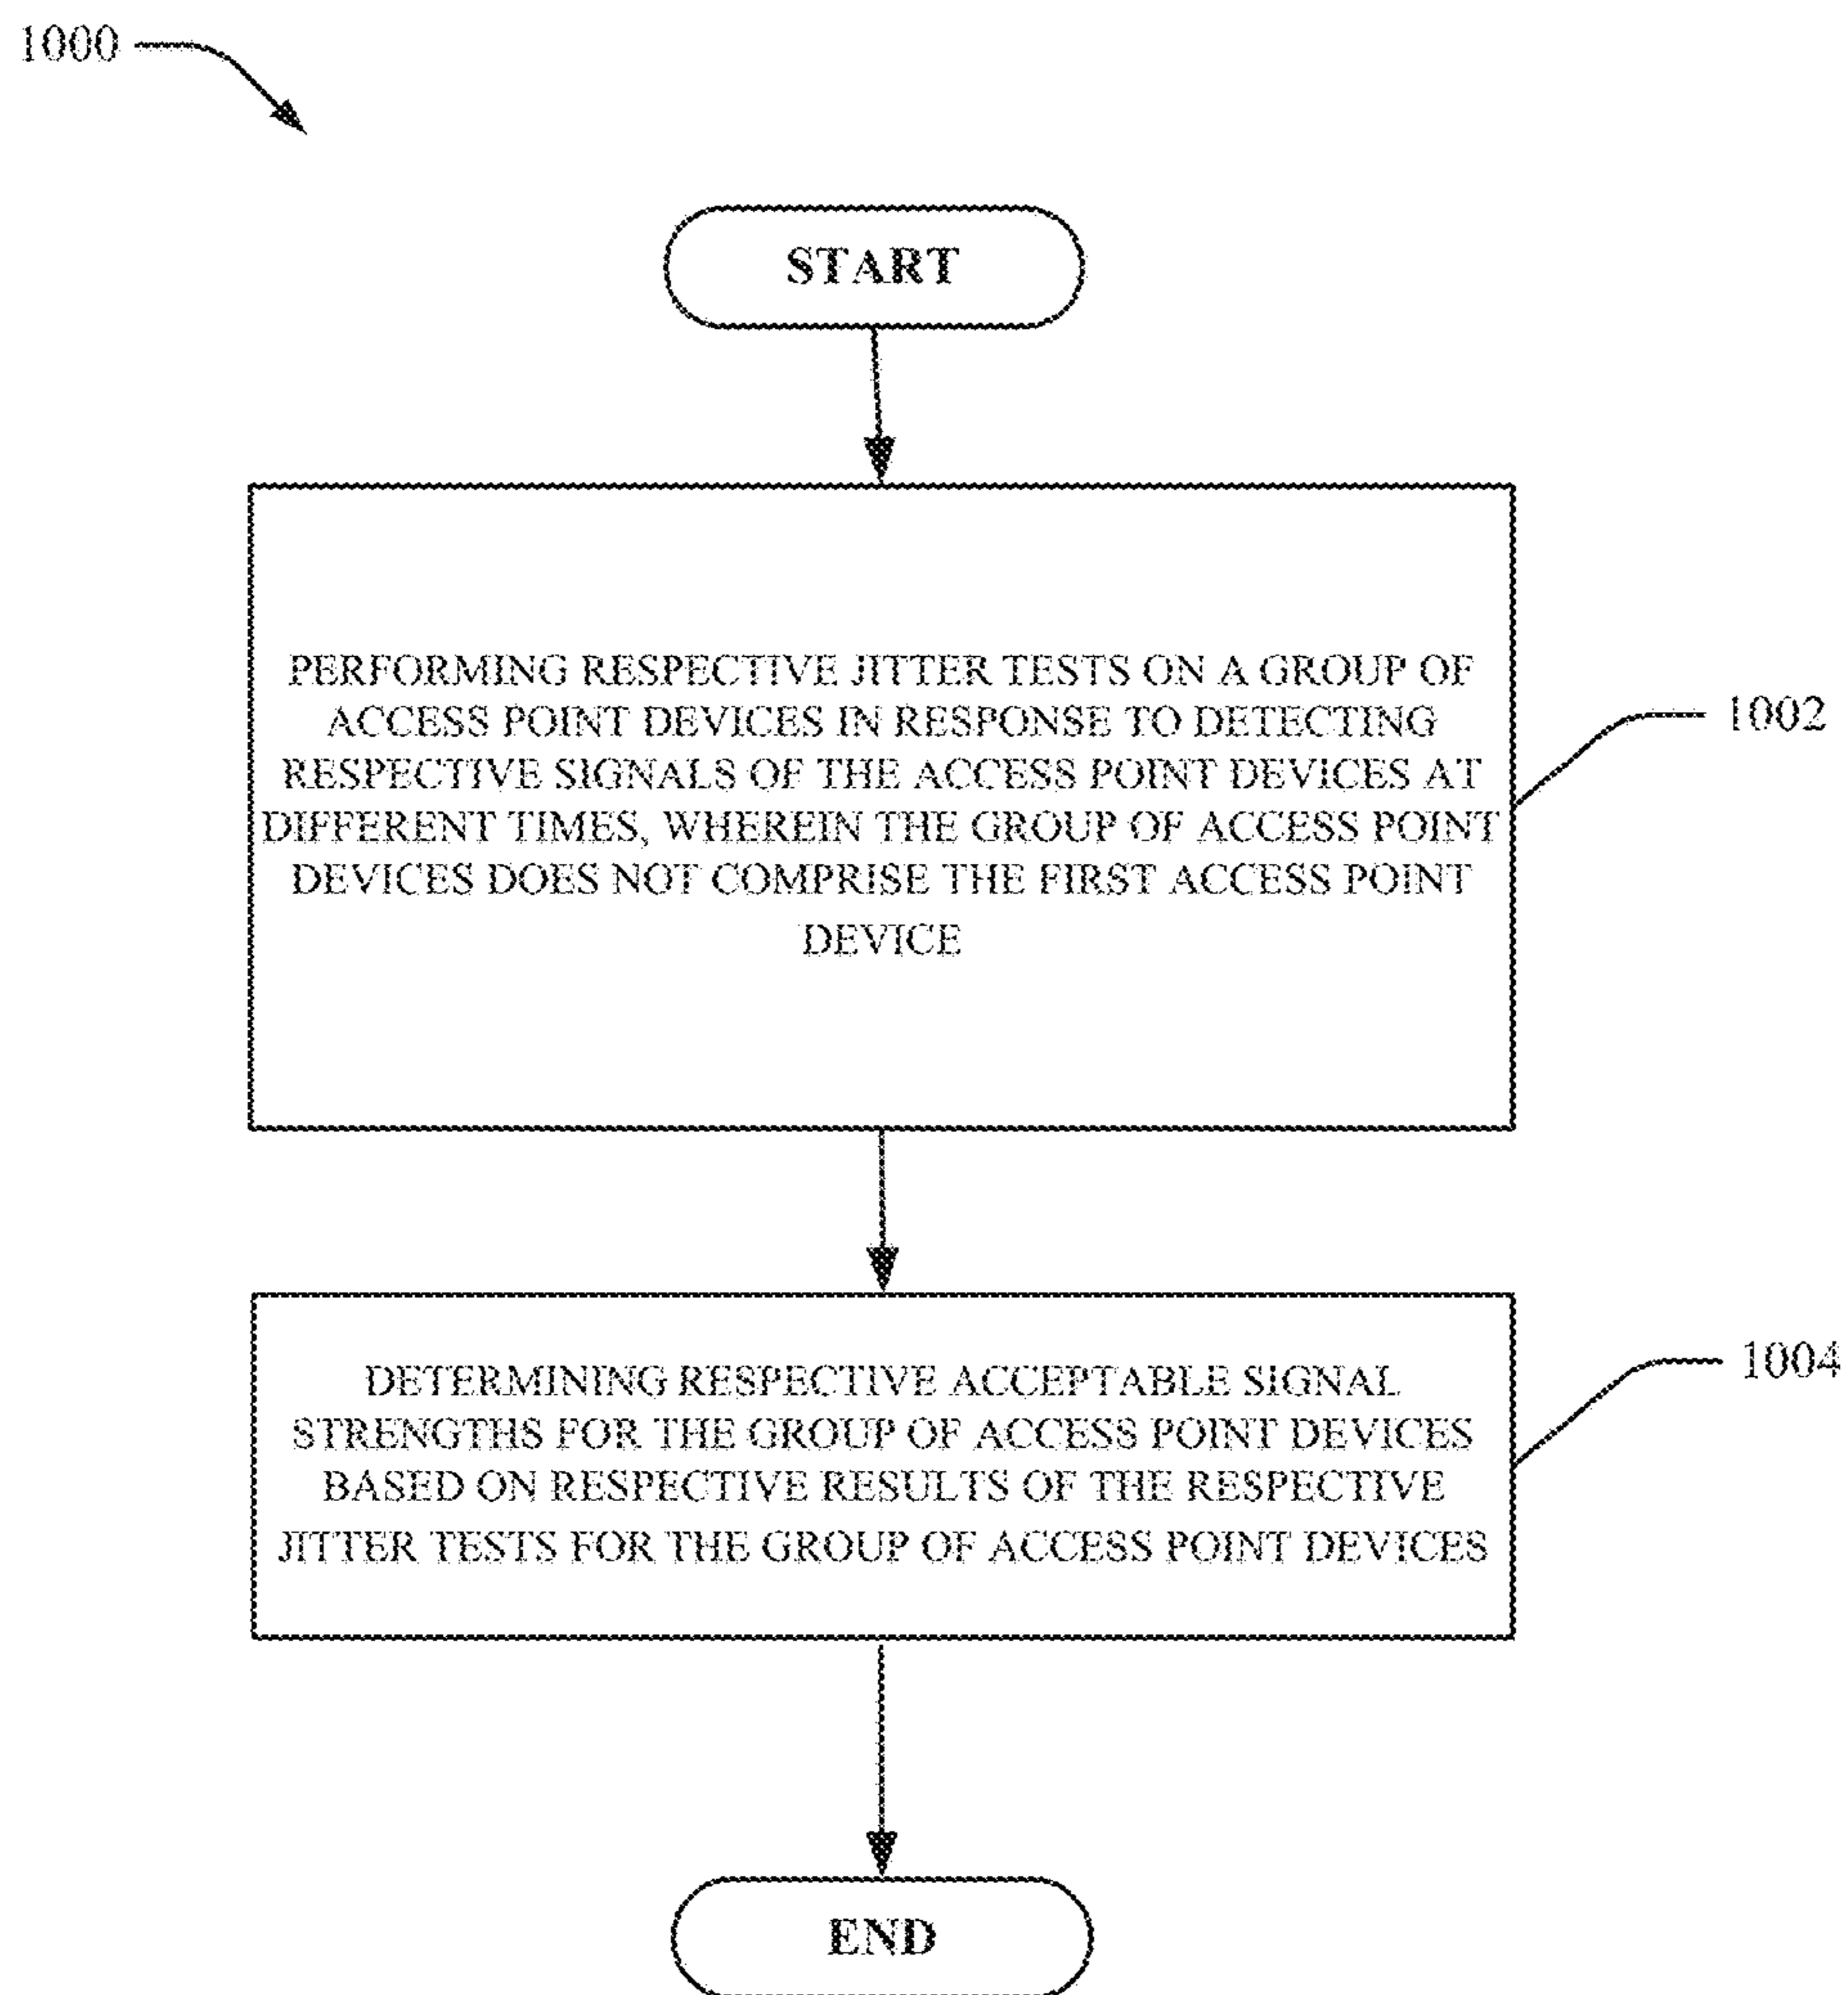 1000
START
PERFORMING RESPECTIVE JITTER TESTS ON A GROUP OF
ACCESS POINT DEVICES IN RESPONSE TO DETECTING
RESPECTIVE SIGNALS OF THE ACCESS POINT DEVICES AT
DIFFERENT TIMES, WHEREIN THE GROUP OF ACCESS POINT
DEVICES DOES NOT COMPRISE THE FIRST ACCESS POINT
DEVICE
1002
DETERMINING RESPECTIVE ACCEPTABLE SIGNAL
STRENGTHS FOR THE GROUP OF ACCESS POINT DEVICES
BASED ON RESPECTIVE RESULTS OF THE RESPECTIVE
JITTER TESTS FOR THE GROUP OF ACCESS POINT DEVICES
1004
END